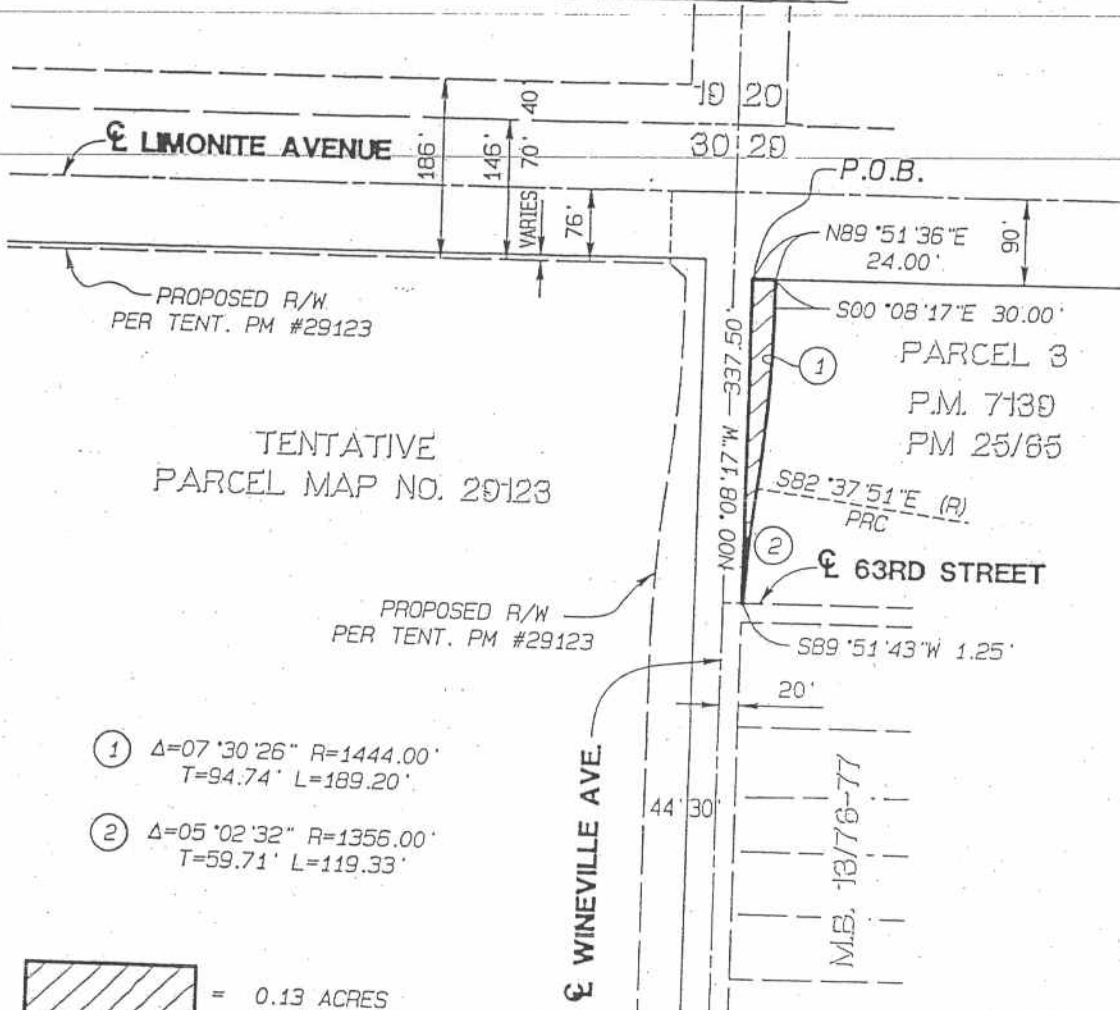 19 20
30 29
℄ LIMONITE AVENUE
186'
146'
40'
70'
VARIES
76'
90'
P.O.B.
N89°51'36"E
24.00'
S00°08'17"E 30.00'
PROPOSED R/W
PER TENT. PM #29123
1
PARCEL 3
P.M. 7139
PM 25/65
N00°08'17"W 337.50'
TENTATIVE
PARCEL MAP NO. 29123
S82°37'51"E (R)
PRC
2
℄ 63RD STREET
PROPOSED R/W
PER TENT. PM #29123
S89°51'43"W 1.25'
20'
1 Δ=07°30'26" R=1444.00'
T=94.74' L=189.20'
2 Δ=05°02'32" R=1356.00'
T=59.71' L=119.33'
44' 30'
℄ WINEVILLE AVE.
M.B. 13/76-77
= 0.13 ACRES